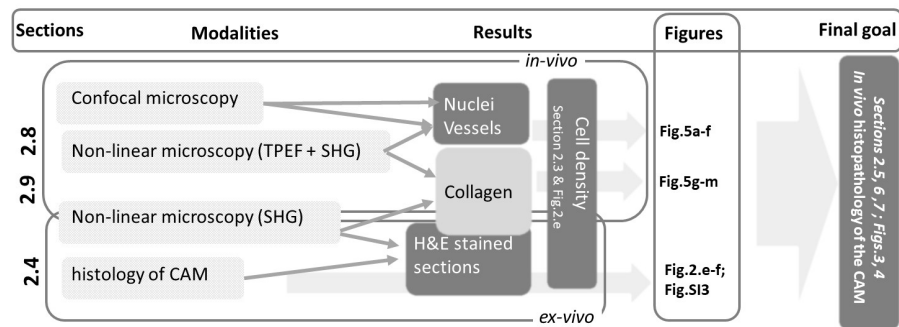 Sections Modalities Results Figures Final goal
in-vivo
2.8
2.9
2.4
Confocal microscopy
Non-linear microscopy (TPEF + SHG)
Non-linear microscopy (SHG)
histology of CAM
Nuclei
Vessels
Collagen
H&E stained
sections
Cell density
Section 2.3 & Fig.2.e
Fig.5a-f
Fig.5g-m
Fig.2.e-f;
Fig.SI3
Sections 2.5, 6 ,7 ; Figs.3, 4
In vivo histopathology of the CAM
ex-vivo